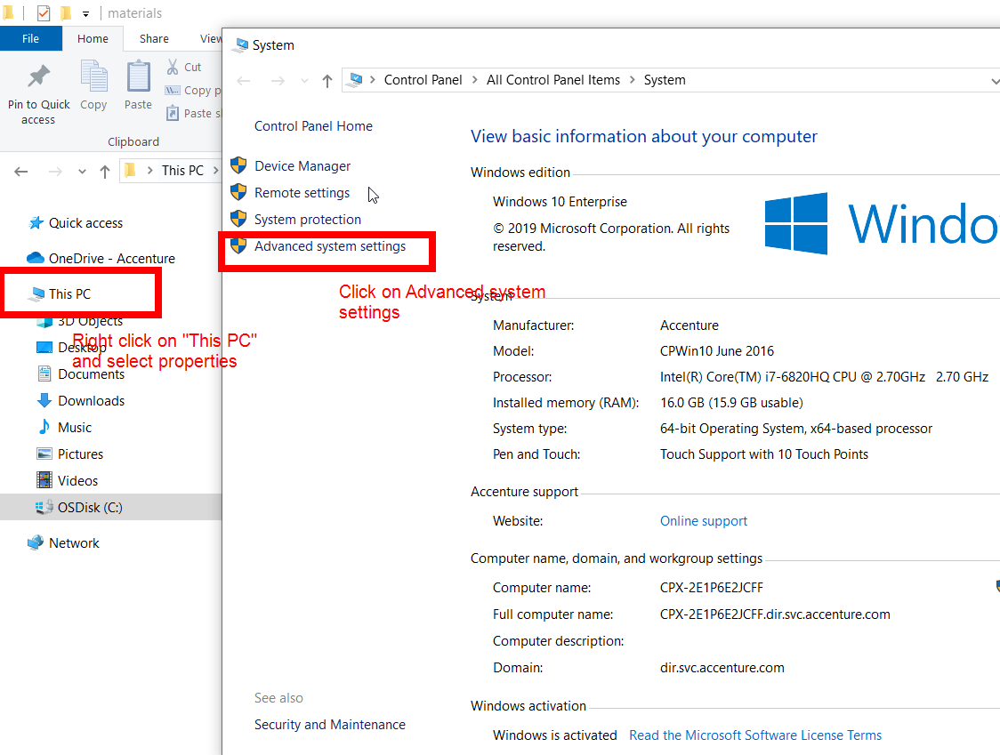 materials
File
Home
Share
View
Pin to Quick
access
Copy
Paste
Cut
Copy p
Paste s
Clipboard
This PC
Quick access
OneDrive - Accenture
This PC
3D Objects
Desktop
Documents
Downloads
Music
Pictures
Videos
OSDisk (C:)
Network
Right click on "This PC"
and select properties
System
Control Panel
All Control Panel Items
System
Control Panel Home
Device Manager
Remote settings
System protection
Advanced system settings
Click on Advanced system
settings
See also
Security and Maintenance
View basic information about your computer
Windows edition
Windows 10 Enterprise
© 2019 Microsoft Corporation. All rights
reserved.
Windo
System
Manufacturer: Accenture
Model: CPWin10 June 2016
Processor: Intel(R) Core(TM) i7-6820HQ CPU @ 2.70GHz 2.70 GHz
Installed memory (RAM): 16.0 GB (15.9 GB usable)
System type: 64-bit Operating System, x64-based processor
Pen and Touch: Touch Support with 10 Touch Points
Accenture support
Website: Online support
Computer name, domain, and workgroup settings
Computer name: CPX-2E1P6E2JCFF
Full computer name: CPX-2E1P6E2JCFF.dir.svc.accenture.com
Computer description:
Domain: dir.svc.accenture.com
Windows activation
Windows is activated Read the Microsoft Software License Terms